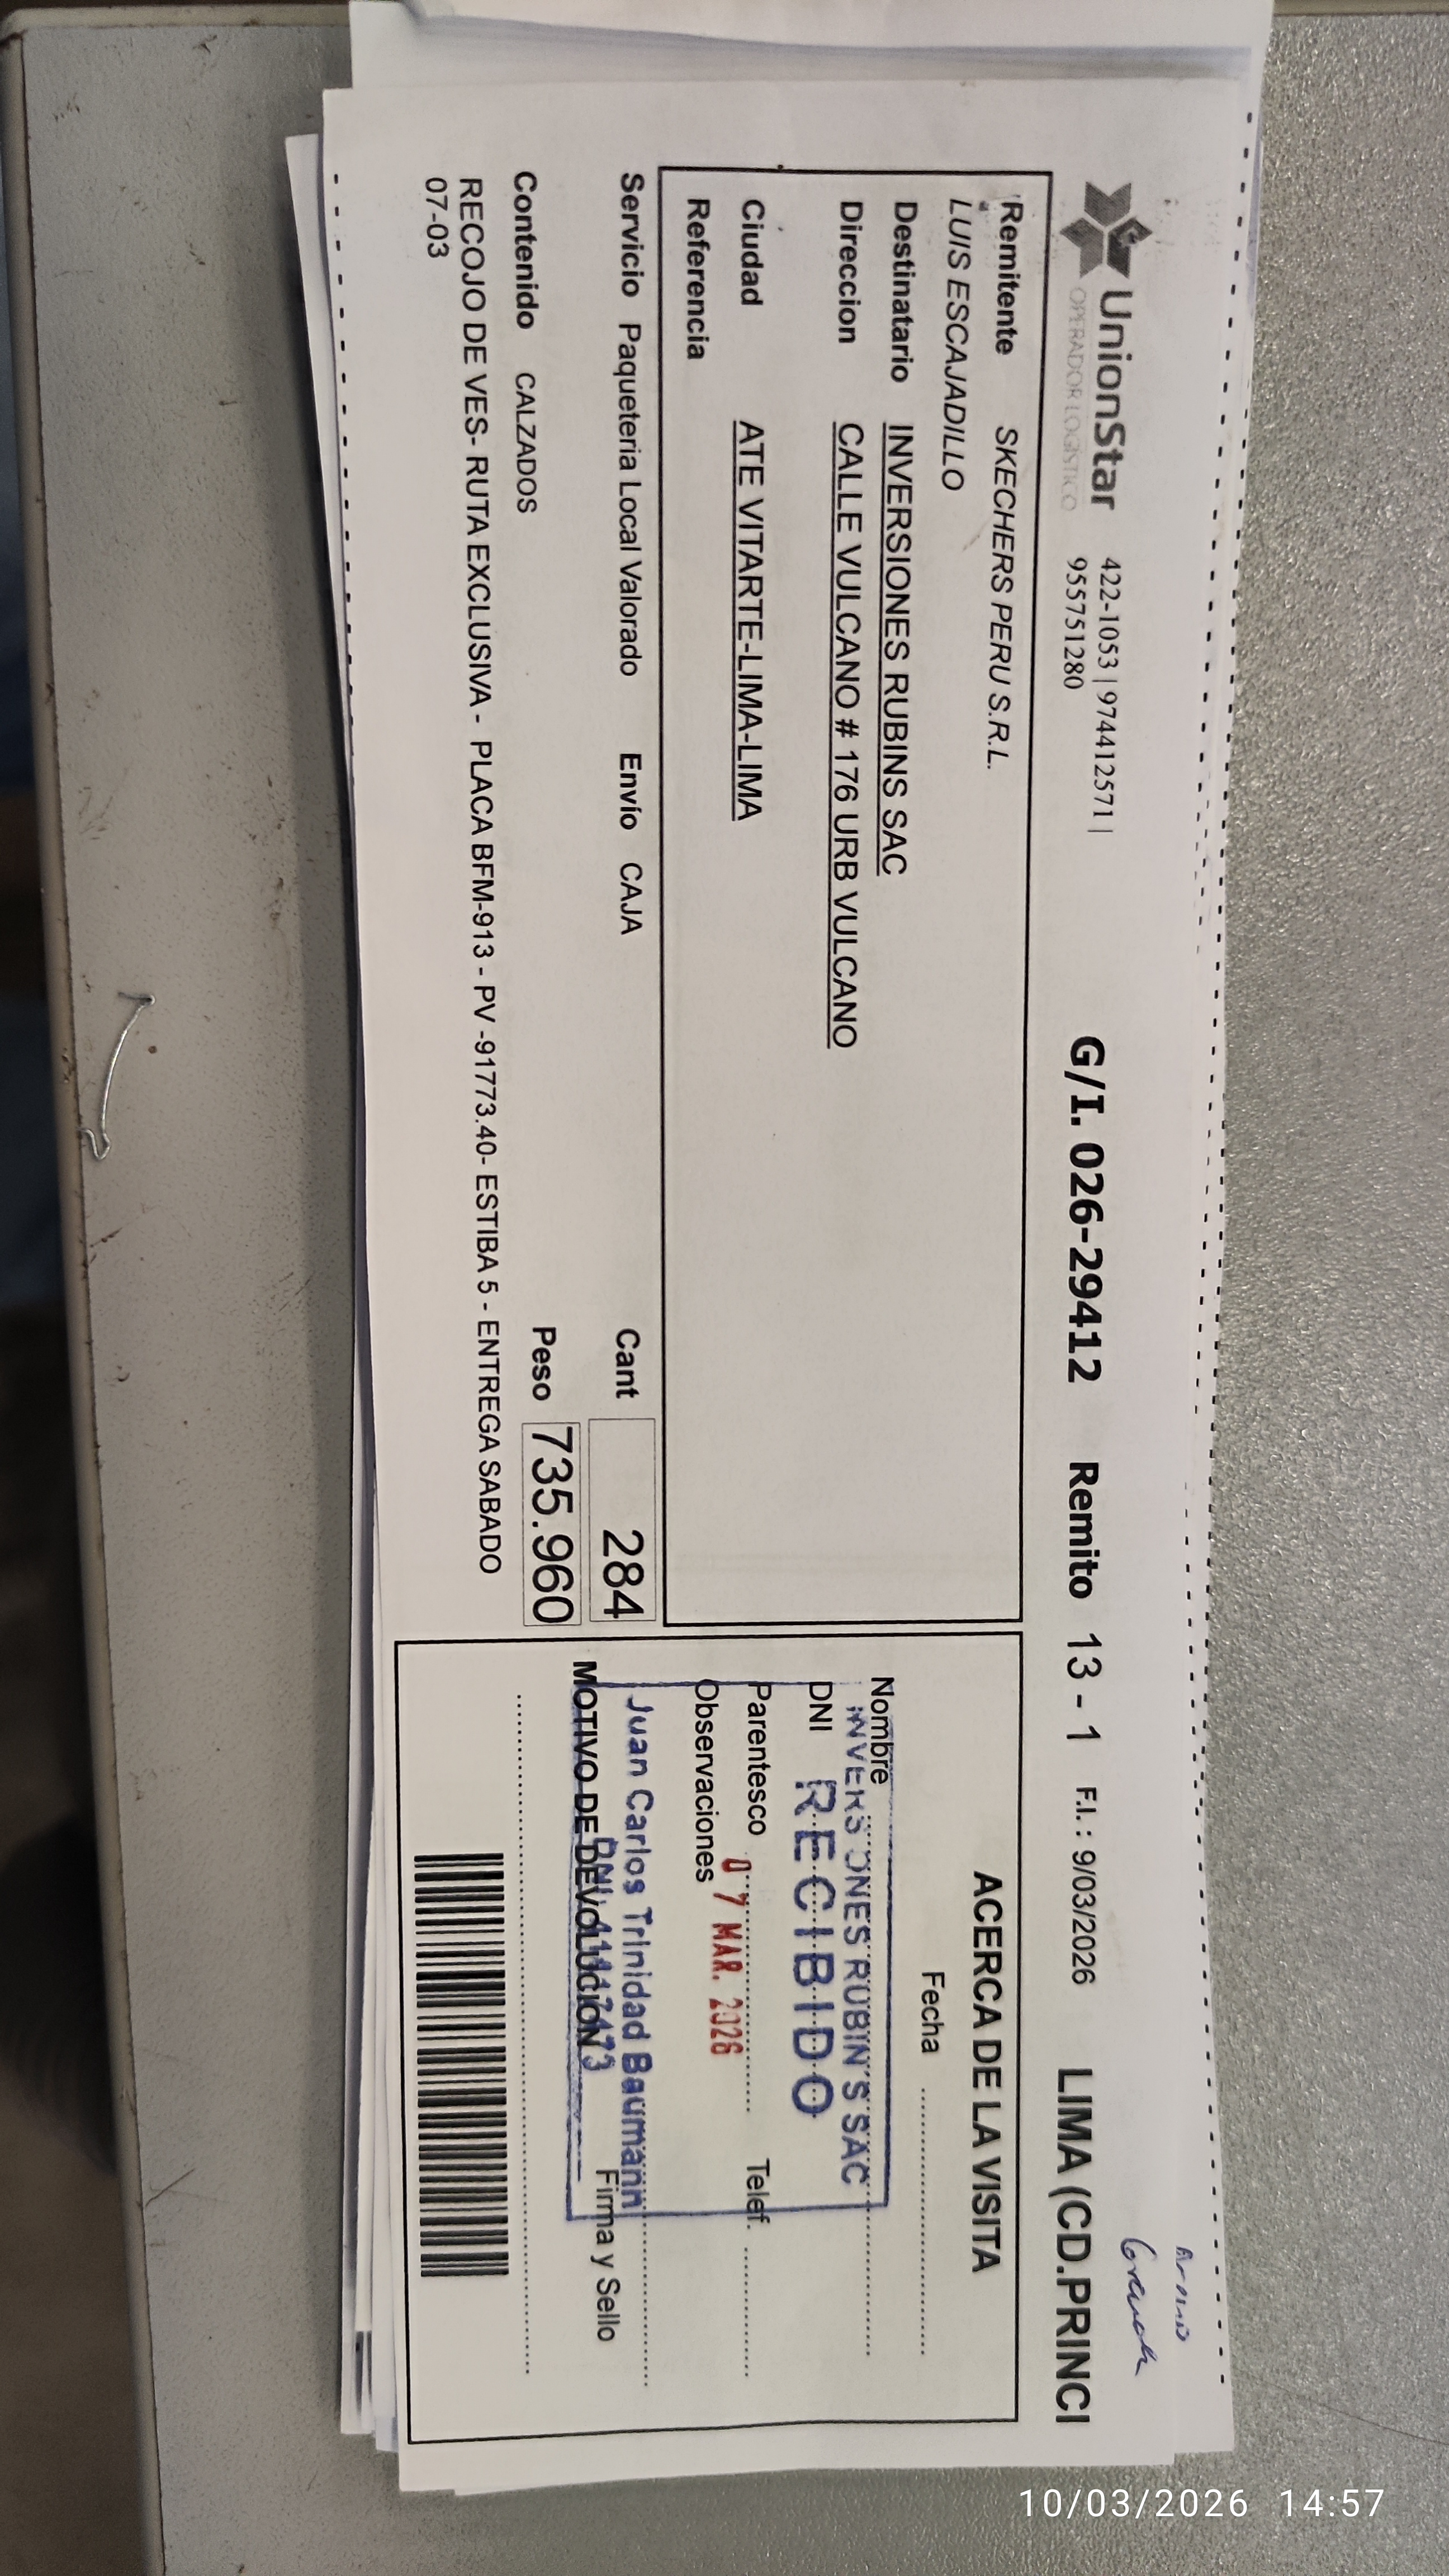 UnionStar
OPERADOR LOGÍSTICO
422-1053 | 974412571 |
955751280
G/I. 026-29412 Remito 13 - 1 F.I. : 9/03/2026 LIMA (CD.PRINCI
Remitente SKECHERS PERU S.R.L.
LUIS ESCAJADILLO
Destinatario INVERSIONES RUBINS SAC
Direccion CALLE VULCANO # 176 URB VULCANO
Ciudad ATE VITARTE-LIMA-LIMA
Referencia
Servicio Paqueteria Local Valorado Envío CAJA Cant 284
Contenido CALZADOS Peso 735.960
RECOJO DE VES- RUTA EXCLUSIVA - PLACA BFM-913 - PV -91773.40- ESTIBA 5 - ENTREGA SABADO
07-03
ACERCA DE LA VISITA
Fecha
Nombre
INVERSIONES RUBIN'S SAC
DNI
RECIBIDO
Parentesco Telef.
07 MAR. 2026
Observaciones
Juan Carlos Trinidad Baumann
Firma y Sello
MOTIVO DE DEVOLUCION
10/03/2026 14:57